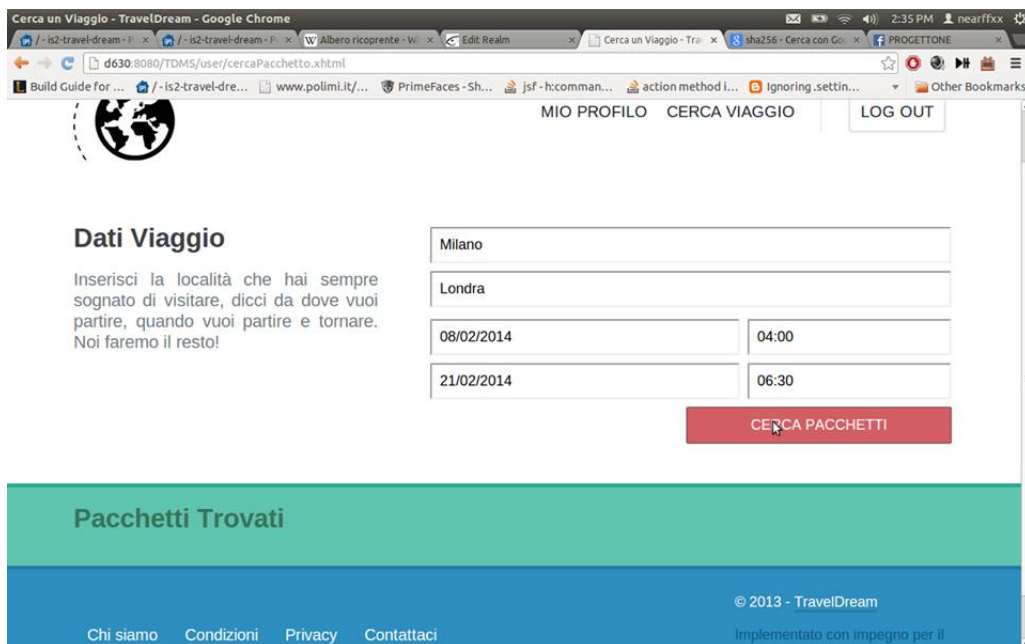 Cerca un Viaggio - TravelDream - Google Chrome
2:35 PM nearffxx
/ - is2-travel-dream - P
/ - is2-travel-dream - P
Albero ricoprente - Wi
Edit Realm
Cerca un Viaggio - Tra
sha256 - Cerca con Go
PROGETTONE
d630:8080/TDMS/user/cercaPacchetto.xhtml
Build Guide for ... / - is2-travel-dre... www.polimi.it/... PrimeFaces - Sh... jsf - h:comman... action method i... Ignoring .settin... Other Bookmarks
MIO PROFILO CERCA VIAGGIO LOG OUT
Dati Viaggio
Inserisci la località che hai sempre
sognato di visitare, dicci da dove vuoi
partire, quando vuoi partire e tornare.
Noi faremo il resto!
Milano
Londra
08/02/2014 04:00
21/02/2014 06:30
CERCA PACCHETTI
Pacchetti Trovati
© 2013 - TravelDream
Chi siamo Condizioni Privacy Contattaci
Implementato con impegno per il